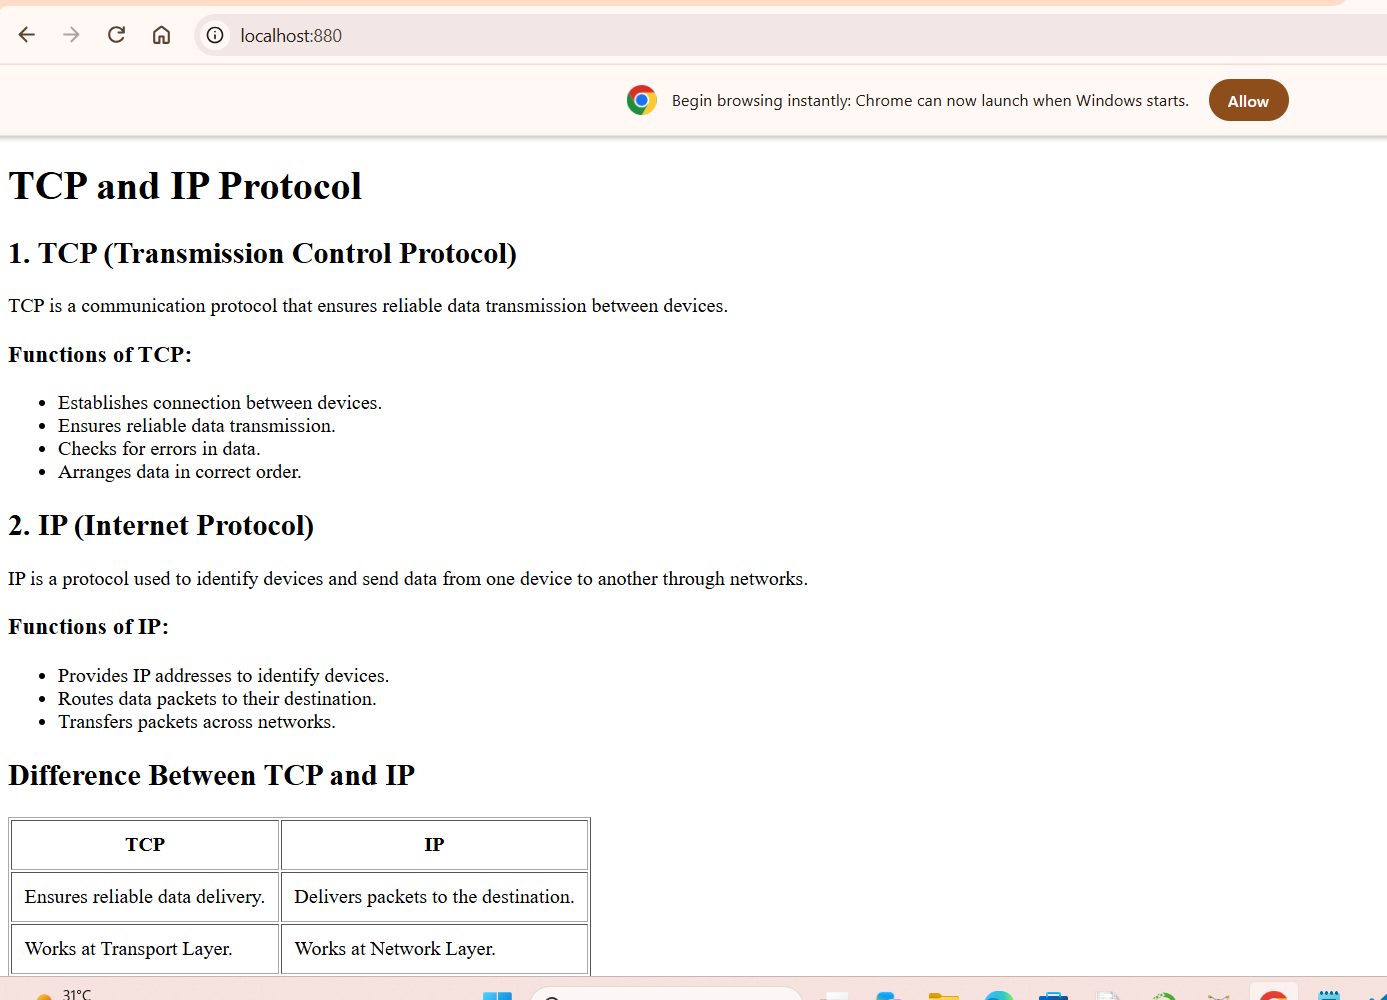 localhost:880
Begin browsing instantly: Chrome can now launch when Windows starts. Allow
TCP and IP Protocol
1. TCP (Transmission Control Protocol)
TCP is a communication protocol that ensures reliable data transmission between devices.
Functions of TCP:
• Establishes connection between devices.
• Ensures reliable data transmission.
• Checks for errors in data.
• Arranges data in correct order.
2. IP (Internet Protocol)
IP is a protocol used to identify devices and send data from one device to another through networks.
Functions of IP:
• Provides IP addresses to identify devices.
• Routes data packets to their destination.
• Transfers packets across networks.
Difference Between TCP and IP
TCP IP
Ensures reliable data delivery. Delivers packets to the destination.
Works at Transport Layer. Works at Network Layer.
31°C